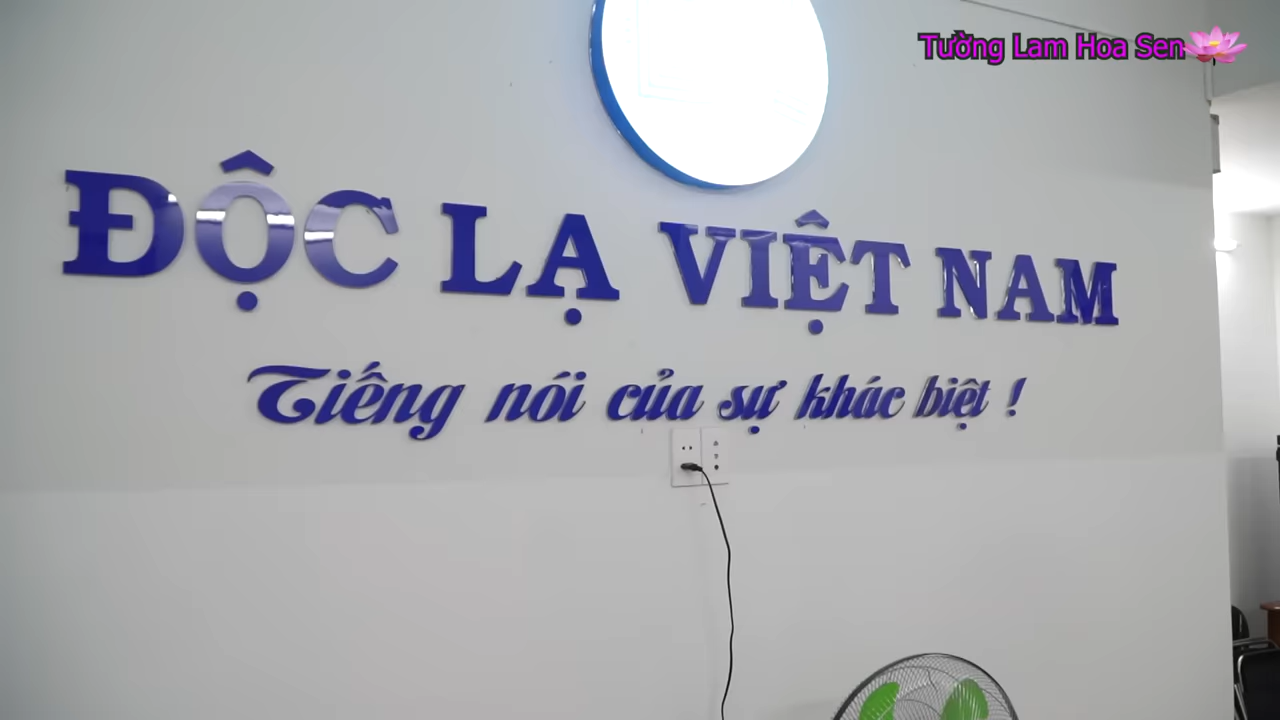 Tường Lam Hoa Sen
ĐỘC LẠ VIỆT NAM
Tiếng nói của sự khác biệt !